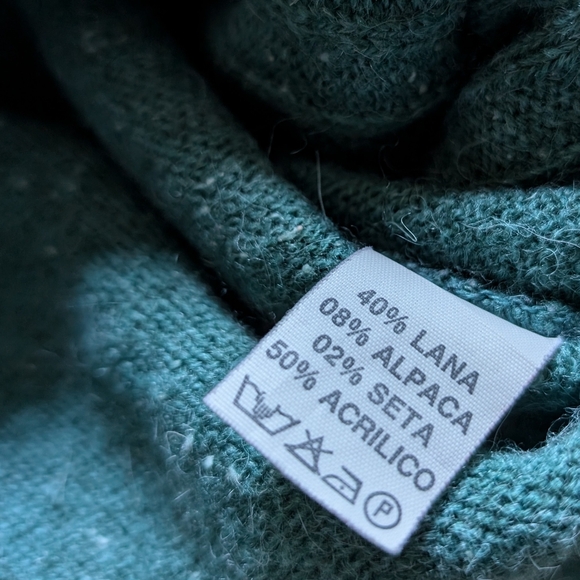 40% LANA
08% ALPACA
02% SETA
50% ACRILICO
P